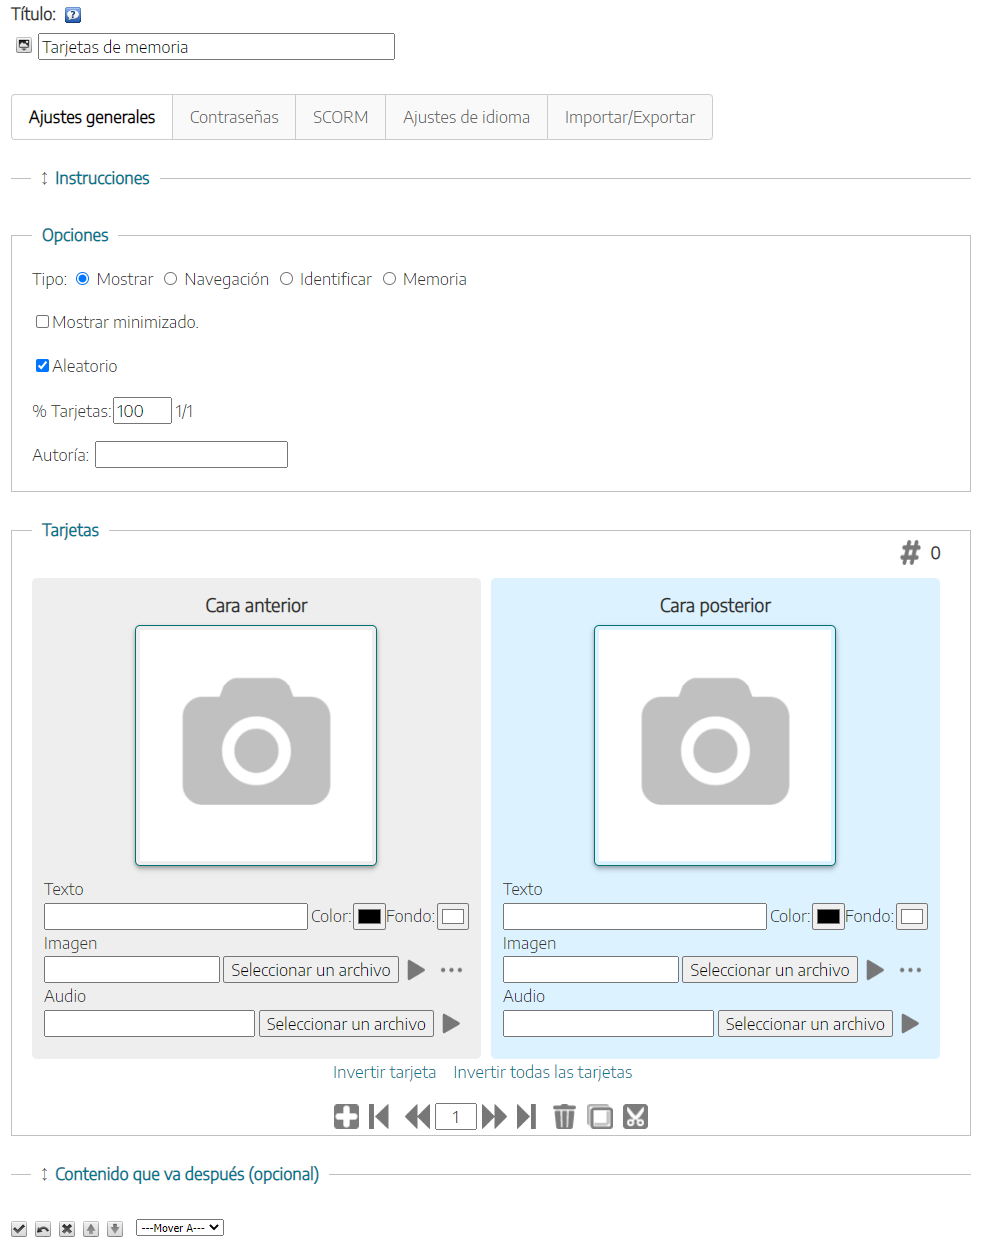 Título:
Tarjetas de memoria
Ajustes generales Contraseñas SCORM Ajustes de idioma Importar/Exportar
Instrucciones
Opciones
Tipo: Mostrar Navegación Identificar Memoria
Mostrar minimizado.
Aleatorio
% Tarjetas: 100 1/1
Autoría:
Tarjetas
# 0
Cara anterior Cara posterior
Texto Texto
Color: Fondo: Color: Fondo:
Imagen Imagen
Seleccionar un archivo Seleccionar un archivo
Audio Audio
Seleccionar un archivo Seleccionar un archivo
Invertir tarjeta Invertir todas las tarjetas
1
Contenido que va después (opcional)
---Mover A---